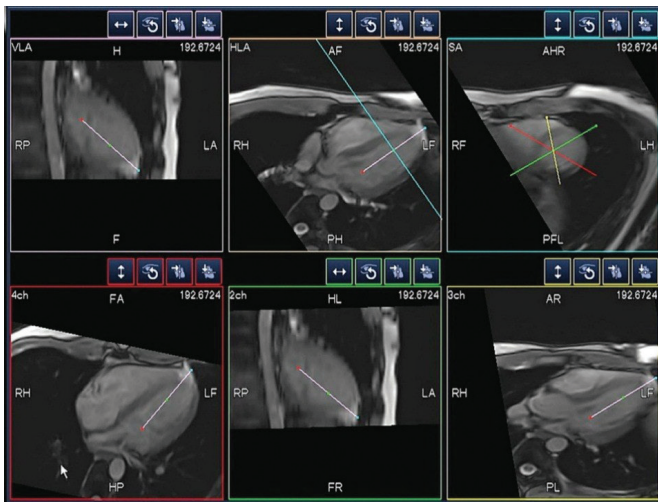 VLA H 192.6724
RP LA
F
HLA AF 192.6724
RH LF
PH
SA AHR 192.6724
RF LH
PFL
4ch FA 192.6724
RH LF
HP
2ch HL 192.6724
RP LA
FR
3ch AR 192.6724
RH LF
PL